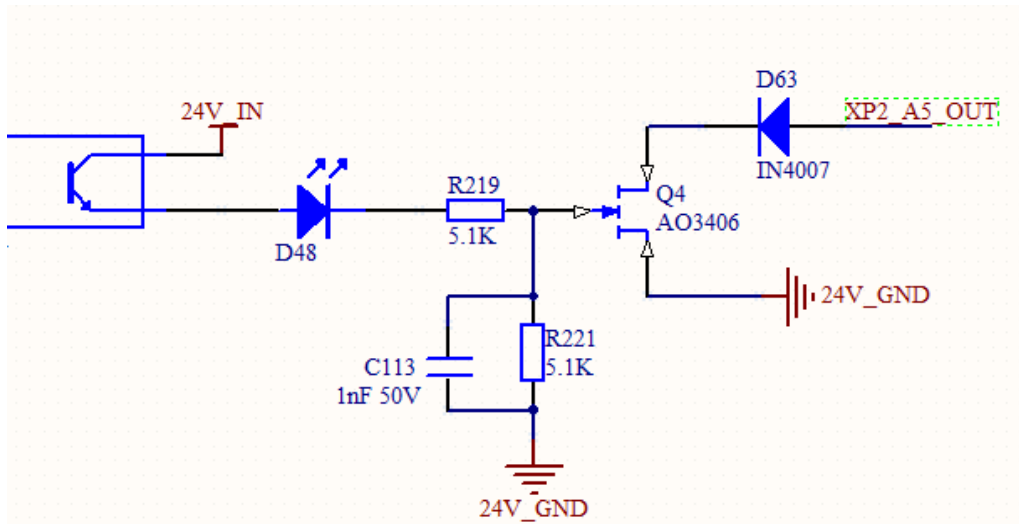 D63
24V_IN
XP2_A5_OUT
IN4007
R219
Q4
5.1K
AO3406
D48
24V_GND
R221
C113
5.1K
1nF 50V
24V_GND